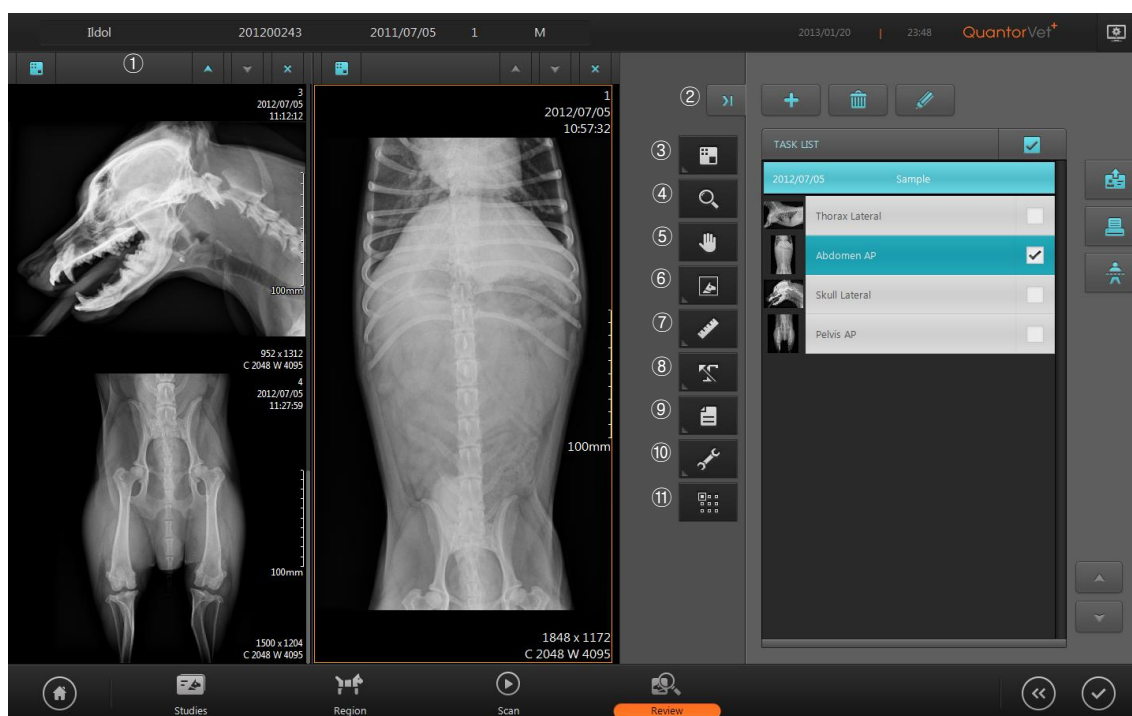 Ildol 201200243 2011/07/05 1 M 2013/01/20 | 23:48 QuantorVet+
①
3
2012/07/05
11:12:12
100mm
952 x 1312
C 2048 W 4095
4
2012/07/05
11:27:59
100mm
1500 x 1204
C 2048 W 4095
1
2012/07/05
10:57:32
100mm
1848 x 1172
C 2048 W 4095
②
③
④
⑤
⑥
⑦
⑧
⑨
⑩
⑪
TASK LIST
2012/07/05 Sample
Thorax Lateral
Abdomen AP
Skull Lateral
Pelvis AP
Studies Region Scan Review